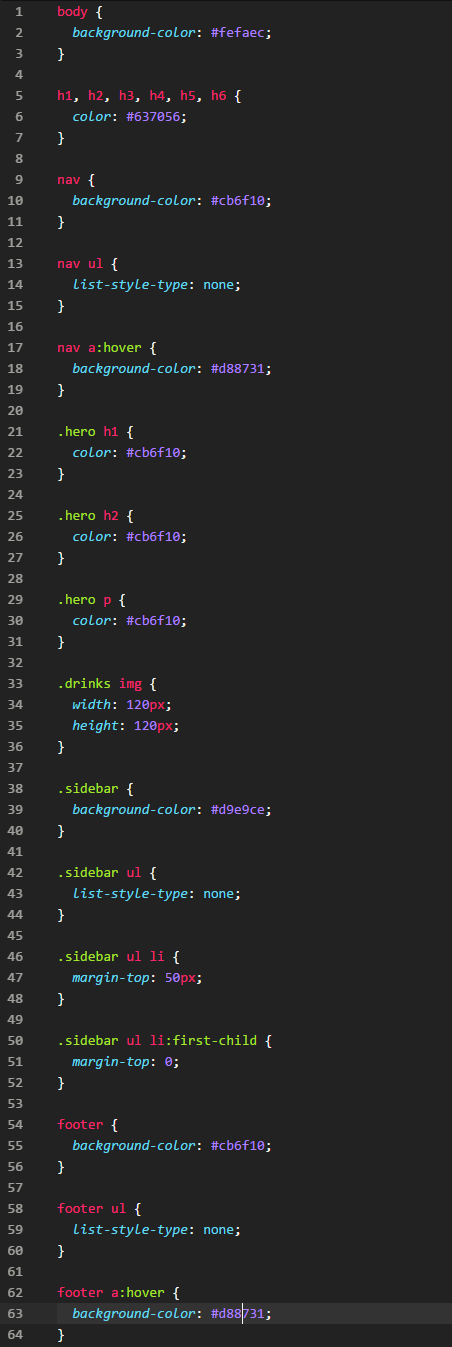 1 body {
2   background-color: #fefaec;
3 }
4
5 h1, h2, h3, h4, h5, h6 {
6   color: #637056;
7 }
8
9 nav {
10   background-color: #cb6f10;
11 }
12
13 nav ul {
14   list-style-type: none;
15 }
16
17 nav a:hover {
18   background-color: #d88731;
19 }
20
21 .hero h1 {
22   color: #cb6f10;
23 }
24
25 .hero h2 {
26   color: #cb6f10;
27 }
28
29 .hero p {
30   color: #cb6f10;
31 }
32
33 .drinks img {
34   width: 120px;
35   height: 120px;
36 }
37
38 .sidebar {
39   background-color: #d9e9ce;
40 }
41
42 .sidebar ul {
43   list-style-type: none;
44 }
45
46 .sidebar ul li {
47   margin-top: 50px;
48 }
49
50 .sidebar ul li:first-child {
51   margin-top: 0;
52 }
53
54 footer {
55   background-color: #cb6f10;
56 }
57
58 footer ul {
59   list-style-type: none;
60 }
61
62 footer a:hover {
63   background-color: #d88731;
64 }